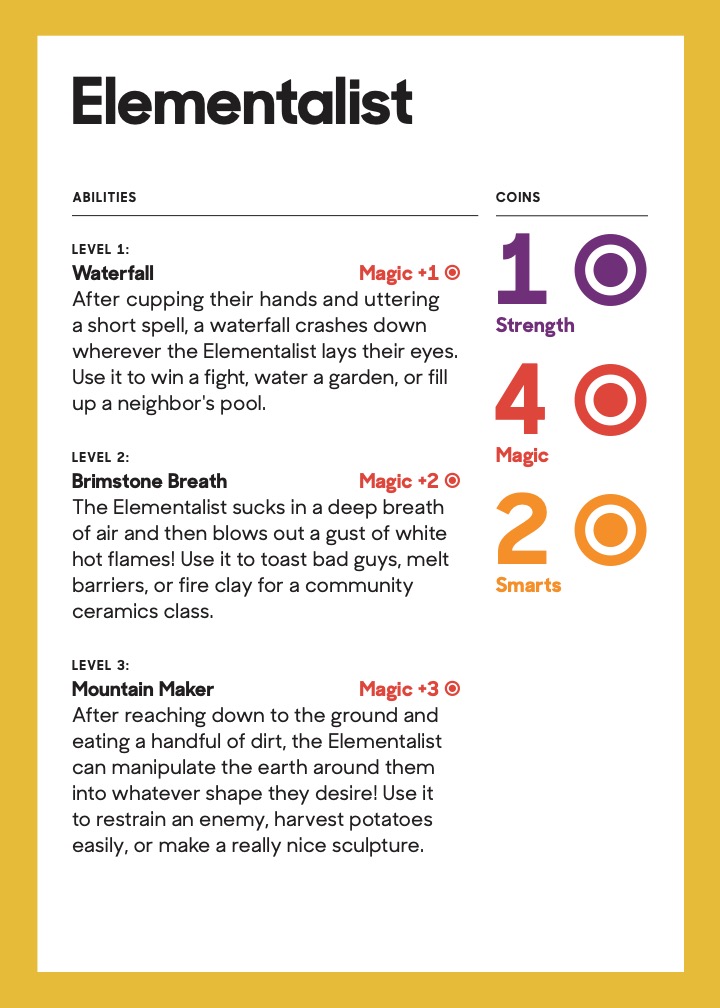 Elementalist
ABILITIES
LEVEL 1:
Waterfall Magic +1
After cupping their hands and uttering
a short spell, a waterfall crashes down
wherever the Elementalist lays their eyes.
Use it to win a fight, water a garden, or fill
up a neighbor's pool.
LEVEL 2:
Brimstone Breath Magic +2
The Elementalist sucks in a deep breath
of air and then blows out a gust of white
hot flames! Use it to toast bad guys, melt
barriers, or fire clay for a community
ceramics class.
LEVEL 3:
Mountain Maker Magic +3
After reaching down to the ground and
eating a handful of dirt, the Elementalist
can manipulate the earth around them
into whatever shape they desire! Use it
to restrain an enemy, harvest potatoes
easily, or make a really nice sculpture.
COINS
1
Strength
4
Magic
2
Smarts